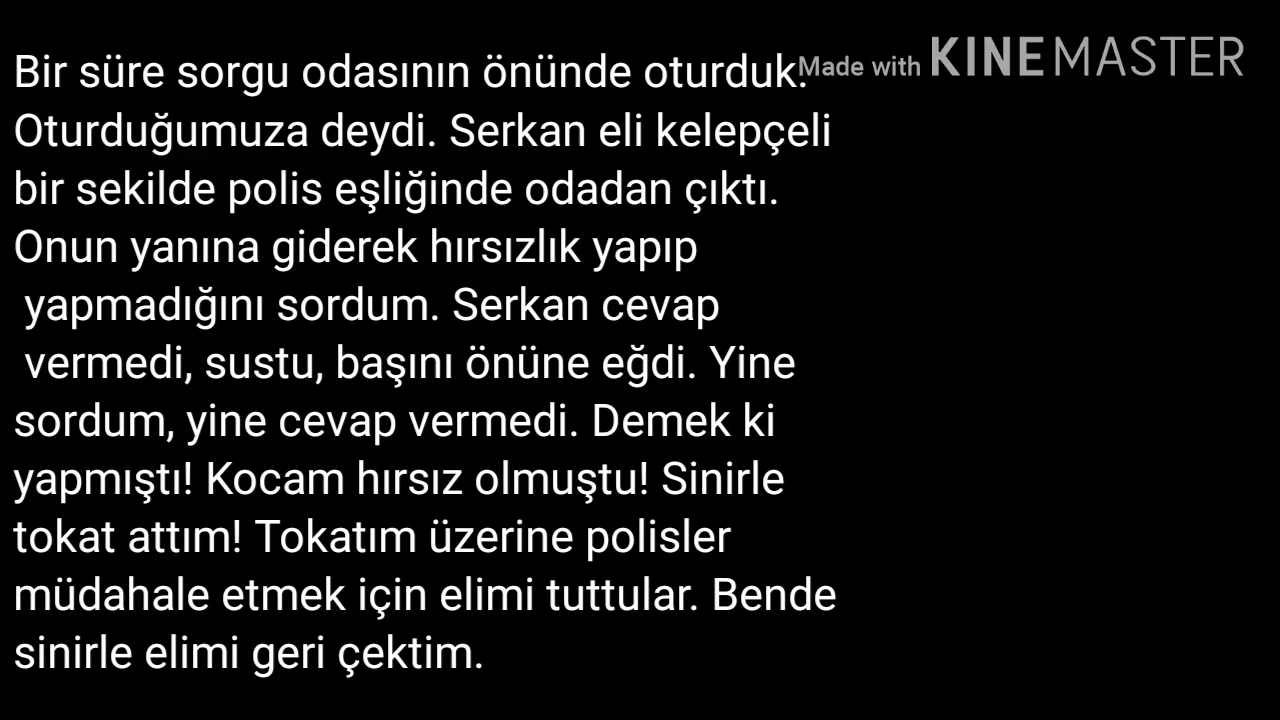 Bir süre sorgu odasının önünde oturduk.
Made with KINEMASTER
Oturduğumuza deydi. Serkan eli kelepçeli
bir sekilde polis eşliğinde odadan çıktı.
Onun yanına giderek hırsızlık yapıp
yapmadığını sordum. Serkan cevap
vermedi, sustu, başını önüne eğdi. Yine
sordum, yine cevap vermedi. Demek ki
yapmıştı! Kocam hırsız olmuştu! Sinirle
tokat attım! Tokatım üzerine polisler
müdahale etmek için elimi tuttular. Bende
sinirle elimi geri çektim.